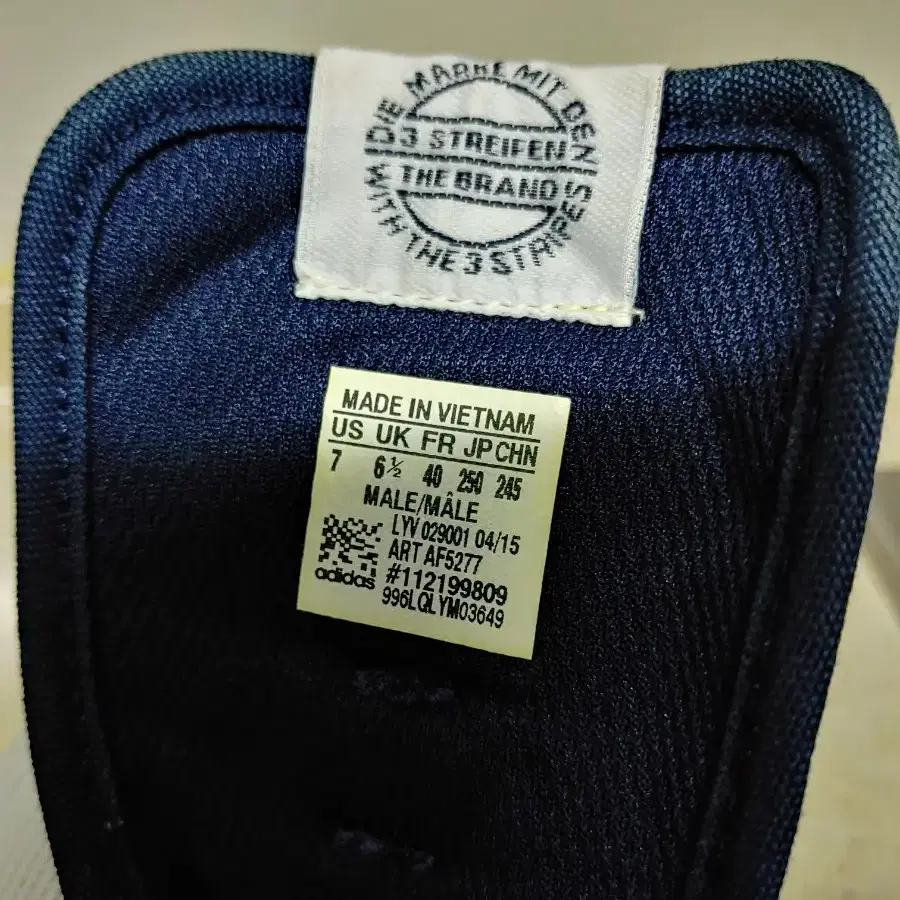 DIE MARKE MIT DEN
3 STREIFEN
THE BRAND
WITH THE 3 STRIPES
MADE IN VIETNAM
US UK FR JP CHN
7 6½ 40 250 245
MALE/MÂLE
LYV 029001 04/15
ART AF5277
#112199809
996LQLYM03649
adidas